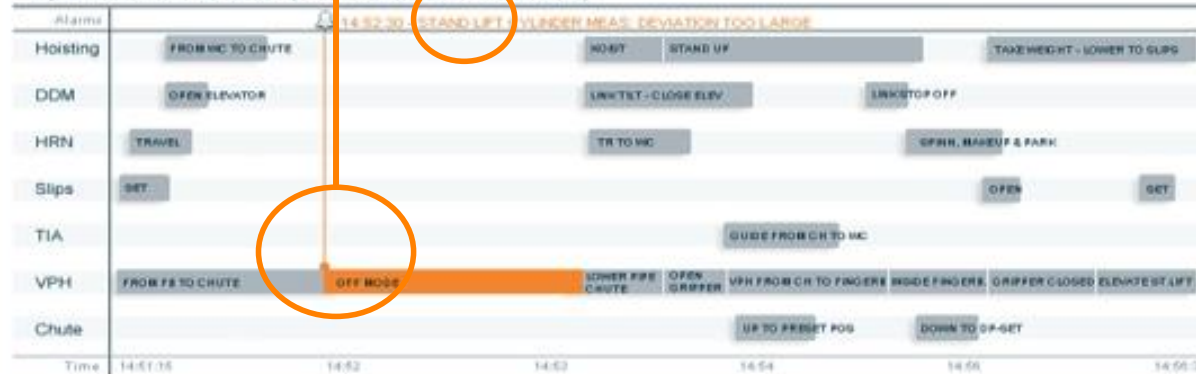 Alarms 14:52:30 - STAND LIFT CYLINDER MEAS: DEVIATION TOO LARGE
Hoisting FROM WC TO CHUTE HOIST STAND UP TAKE WEIGHT - LOWER TO SLIPS
DDM OPEN ELEVATOR LINK TILT - CLOSE ELEV LINK STOP OFF
HRN TRAVEL TR TO WC SPINN, MAKEUP & PARK
Slips GET OPEN GET
TIA GUIDE FROM CH TO WC
VPH FROM FB TO CHUTE OFF MODE LOWER PIPE CHUTE OPEN GRIPPER VPH FROM CH TO FINGERS INSIDE FINGERS. GRIPPER CLOSED ELEVATE ST.LIFT
Chute UP TO PRESET POS DOWN TO OP-GET
Time 14:51:15 14:52 14:53 14:54 14:55